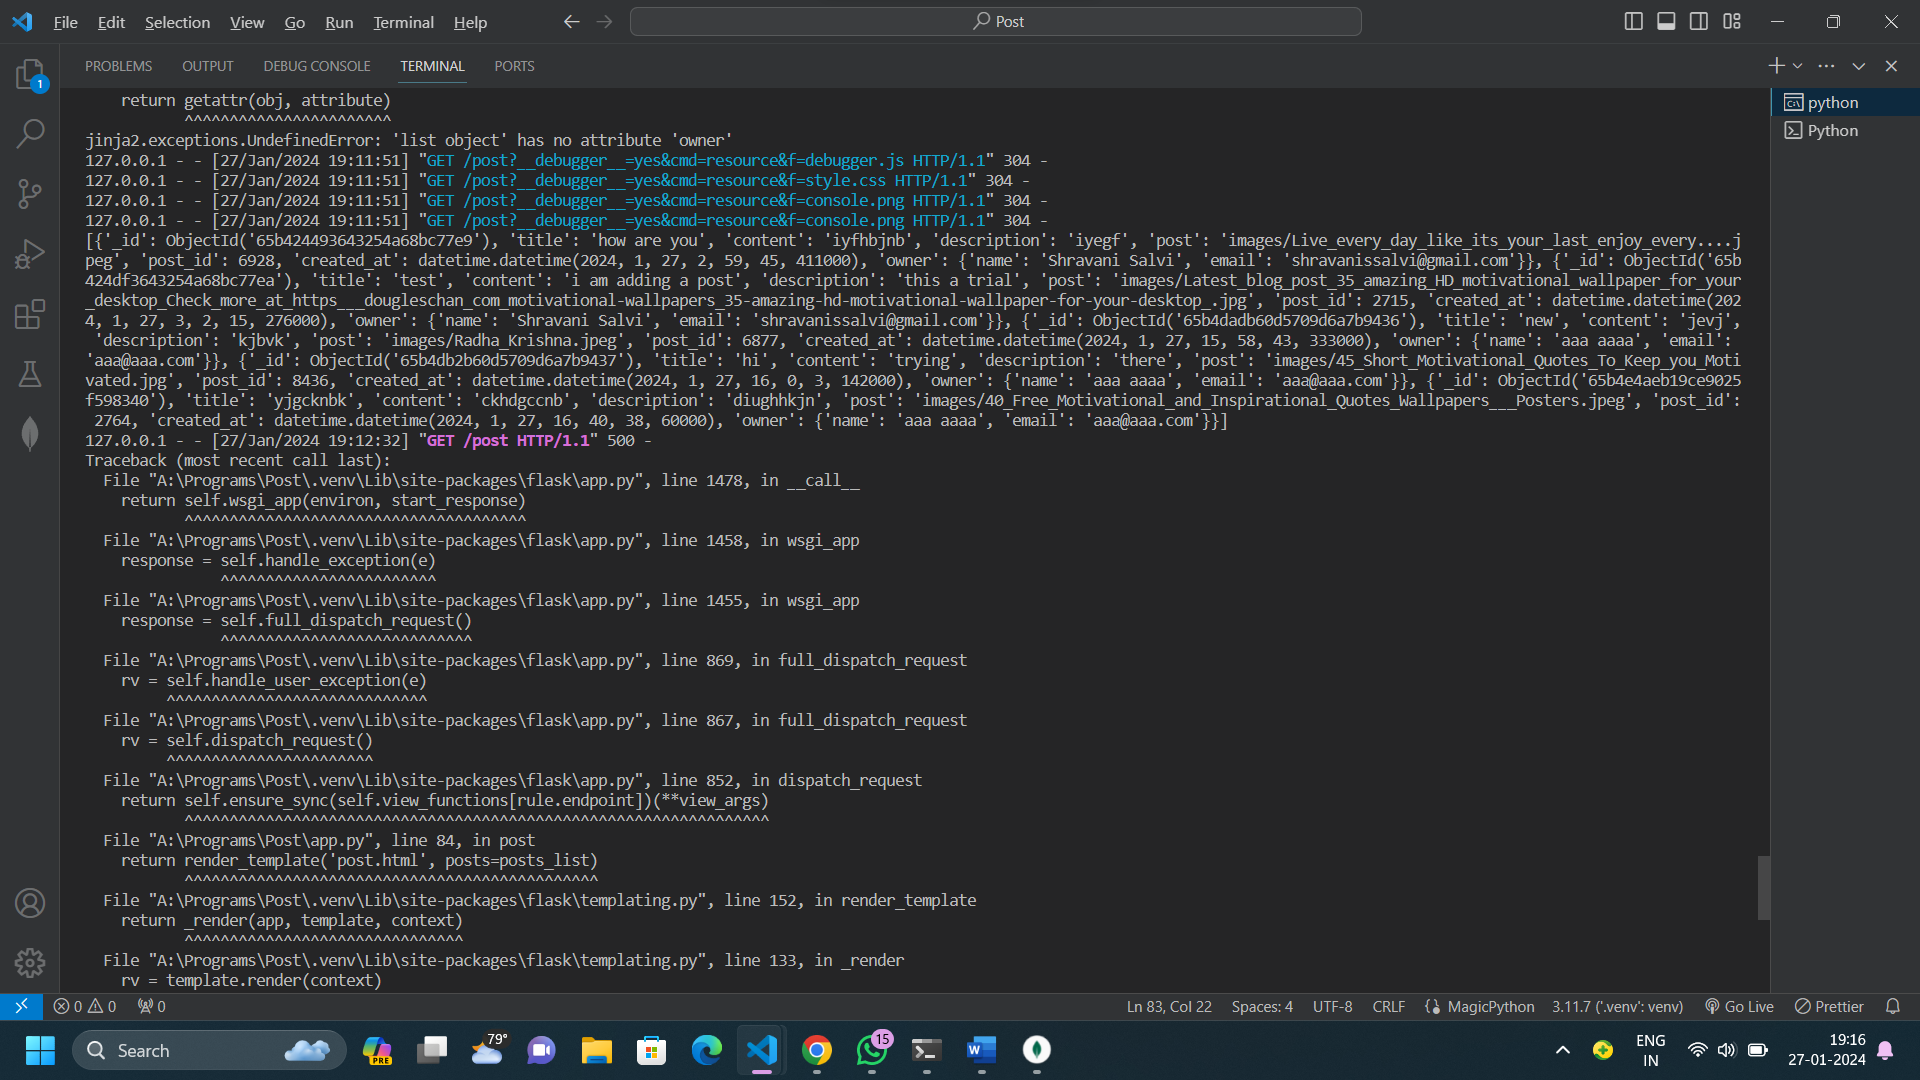 File Edit Selection View Go Run Terminal Help
Post
PROBLEMS OUTPUT DEBUG CONSOLE TERMINAL PORTS
1
python
Python
return getattr(obj, attribute)
^^^^^^^^^^^^^^^^^^^^^^^
jinja2.exceptions.UndefinedError: 'list object' has no attribute 'owner'
127.0.0.1 - - [27/Jan/2024 19:11:51] "GET /post?__debugger__=yes&cmd=resource&f=debugger.js HTTP/1.1" 304 -
127.0.0.1 - - [27/Jan/2024 19:11:51] "GET /post?__debugger__=yes&cmd=resource&f=style.css HTTP/1.1" 304 -
127.0.0.1 - - [27/Jan/2024 19:11:51] "GET /post?__debugger__=yes&cmd=resource&f=console.png HTTP/1.1" 304 -
127.0.0.1 - - [27/Jan/2024 19:11:51] "GET /post?__debugger__=yes&cmd=resource&f=console.png HTTP/1.1" 304 -
[{'_id': ObjectId('65b424493643254a68bc77e9'), 'title': 'how are you', 'content': 'iyfhbjnb', 'description': 'iyegf', 'post': 'images/Live_every_day_like_its_your_last_enjoy_every....j
peg', 'post_id': 6928, 'created_at': datetime.datetime(2024, 1, 27, 2, 59, 45, 411000), 'owner': {'name': 'Shravani Salvi', 'email': 'shravanissalvi@gmail.com'}}, {'_id': ObjectId('65b
424df3643254a68bc77ea'), 'title': 'test', 'content': 'i am adding a post', 'description': 'this a trial', 'post': 'images/Latest_blog_post_35_amazing_HD_motivational_wallpaper_for_your
_desktop_Check_more_at_https___dougleschan_com_motivational-wallpapers_35-amazing-hd-motivational-wallpaper-for-your-desktop_.jpg', 'post_id': 2715, 'created_at': datetime.datetime(202
4, 1, 27, 3, 2, 15, 276000), 'owner': {'name': 'Shravani Salvi', 'email': 'shravanissalvi@gmail.com'}}, {'_id': ObjectId('65b4dadb60d5709d6a7b9436'), 'title': 'new', 'content': 'jevj',
'description': 'kjbvk', 'post': 'images/Radha_Krishna.jpeg', 'post_id': 6877, 'created_at': datetime.datetime(2024, 1, 27, 15, 58, 43, 333000), 'owner': {'name': 'aaa aaaa', 'email':
'aaa@aaa.com'}}, {'_id': ObjectId('65b4db2b60d5709d6a7b9437'), 'title': 'hi', 'content': 'trying', 'description': 'there', 'post': 'images/45_Short_Motivational_Quotes_To_Keep_you_Moti
vated.jpg', 'post_id': 8436, 'created_at': datetime.datetime(2024, 1, 27, 16, 0, 3, 142000), 'owner': {'name': 'aaa aaaa', 'email': 'aaa@aaa.com'}}, {'_id': ObjectId('65b4e4aeb19ce9025
f598340'), 'title': 'yjgcknbk', 'content': 'ckhdgccnb', 'description': 'diughhkjn', 'post': 'images/40_Free_Motivational_and_Inspirational_Quotes_Wallpapers___Posters.jpeg', 'post_id':
2764, 'created_at': datetime.datetime(2024, 1, 27, 16, 40, 38, 60000), 'owner': {'name': 'aaa aaaa', 'email': 'aaa@aaa.com'}}]
127.0.0.1 - - [27/Jan/2024 19:12:32] "GET /post HTTP/1.1" 500 -
Traceback (most recent call last):
File "A:\Programs\Post\.venv\Lib\site-packages\flask\app.py", line 1478, in __call__
return self.wsgi_app(environ, start_response)
^^^^^^^^^^^^^^^^^^^^^^^^^^^^^^^^^^^^^^
File "A:\Programs\Post\.venv\Lib\site-packages\flask\app.py", line 1458, in wsgi_app
response = self.handle_exception(e)
^^^^^^^^^^^^^^^^^^^^^^^^
File "A:\Programs\Post\.venv\Lib\site-packages\flask\app.py", line 1455, in wsgi_app
response = self.full_dispatch_request()
^^^^^^^^^^^^^^^^^^^^^^^^^^^^
File "A:\Programs\Post\.venv\Lib\site-packages\flask\app.py", line 869, in full_dispatch_request
rv = self.handle_user_exception(e)
^^^^^^^^^^^^^^^^^^^^^^^^^^^^^
File "A:\Programs\Post\.venv\Lib\site-packages\flask\app.py", line 867, in full_dispatch_request
rv = self.dispatch_request()
^^^^^^^^^^^^^^^^^^^^^^^
File "A:\Programs\Post\.venv\Lib\site-packages\flask\app.py", line 852, in dispatch_request
return self.ensure_sync(self.view_functions[rule.endpoint])(**view_args)
^^^^^^^^^^^^^^^^^^^^^^^^^^^^^^^^^^^^^^^^^^^^^^^^^^^^^^^^^^^^^^^^^
File "A:\Programs\Post\app.py", line 84, in post
return render_template('post.html', posts=posts_list)
^^^^^^^^^^^^^^^^^^^^^^^^^^^^^^^^^^^^^^^^^^^^^^
File "A:\Programs\Post\.venv\Lib\site-packages\flask\templating.py", line 152, in render_template
return _render(app, template, context)
^^^^^^^^^^^^^^^^^^^^^^^^^^^^^^^
File "A:\Programs\Post\.venv\Lib\site-packages\flask\templating.py", line 133, in _render
rv = template.render(context)
0 0 0 Ln 83, Col 22 Spaces: 4 UTF-8 CRLF MagicPython 3.11.7 ('.venv': venv) Go Live Prettier
Search PRE 79° 15 W ENG IN 19:16 27-01-2024